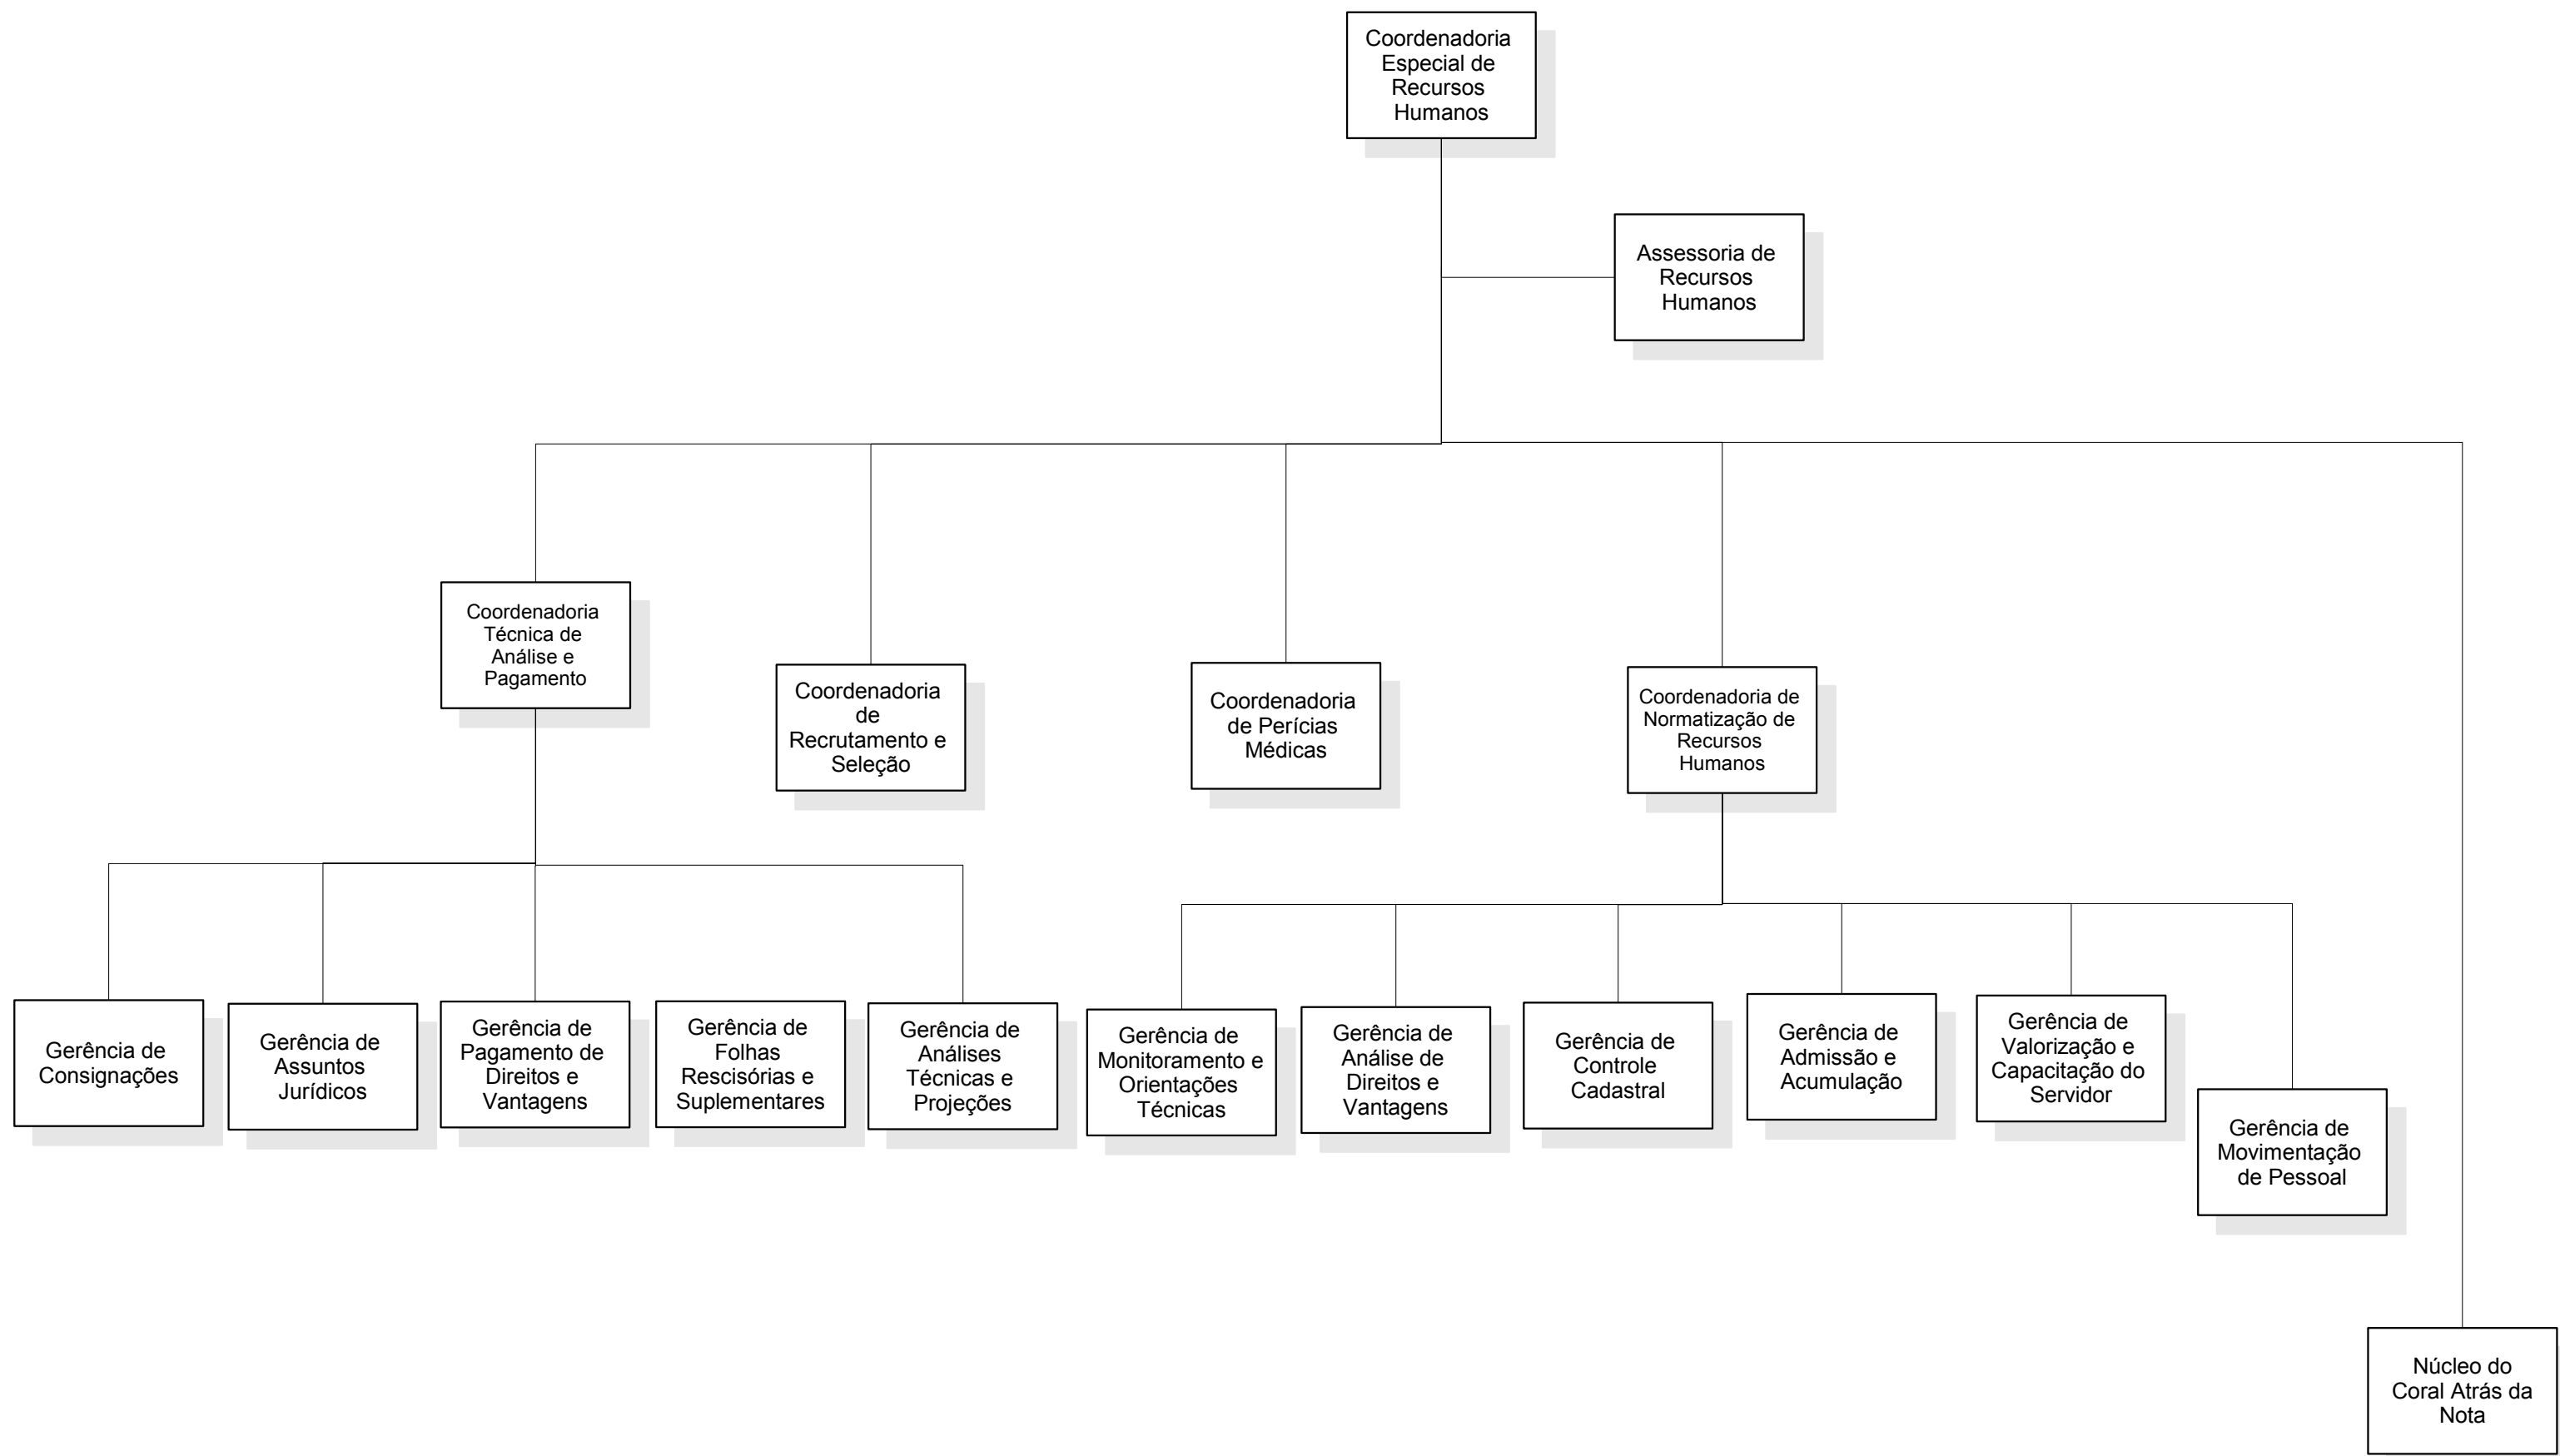 Coordenadoria
Especial de
Recursos
Humanos
Assessoria de
Recursos
Humanos
Coordenadoria
Técnica de
Análise e
Pagamento
Coordenadoria
de
Recrutamento e
Seleção
Coordenadoria
de Perícias
Médicas
Coordenadoria de
Normatização de
Recursos
Humanos
Gerência de
Consignações
Gerência de
Assuntos
Jurídicos
Gerência de
Pagamento de
Direitos e
Vantagens
Gerência de
Folhas
Rescisórias e
Suplementares
Gerência de
Análises
Técnicas e
Projeções
Gerência de
Monitoramento e
Orientações
Técnicas
Gerência de
Análise de
Direitos e
Vantagens
Gerência de
Controle
Cadastral
Gerência de
Admissão e
Acumulação
Gerência de
Valorização e
Capacitação do
Servidor
Gerência de
Movimentação
de Pessoal
Núcleo do
Coral Atrás da
Nota